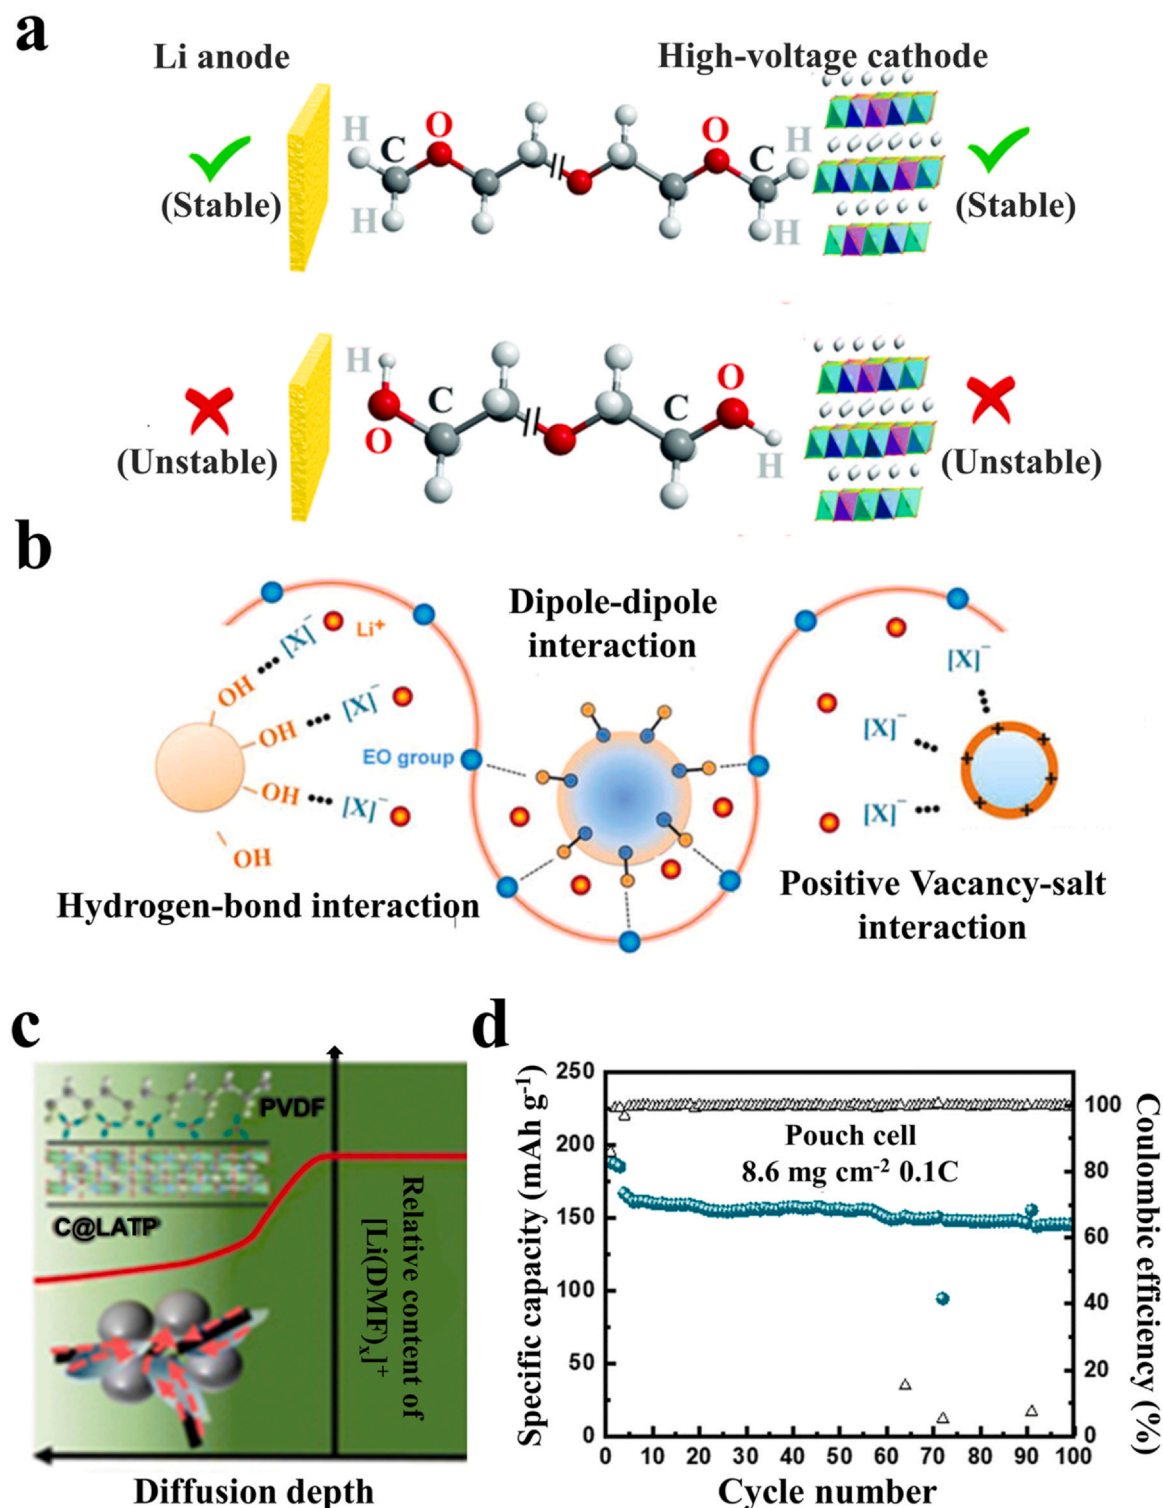 a
Li anode
High-voltage cathode
H
C
O
O
C
H
(Stable)
(Stable)
H
H
H
C
O
C
O
O
H
(Unstable)
(Unstable)
b
Dipole-dipole
interaction
[X]⁻
Li⁺
OH
[X]⁻
OH
[X]⁻
OH
OH
EO group
[X]⁻
[X]⁻
[X]⁻
+ + + + + +
Hydrogen-bond interaction
Positive Vacancy-salt
interaction
c
PVDF
C@LATP
Relative content of
[Li(DMF)ₓ]⁺
Diffusion depth
d
250
200
150
100
50
0
Specific capacity (mAh g⁻¹)
Pouch cell
8.6 mg cm⁻² 0.1C
100
80
60
40
20
0
Coulombic efficiency (%)
0 10 20 30 40 50 60 70 80 90 100
Cycle number